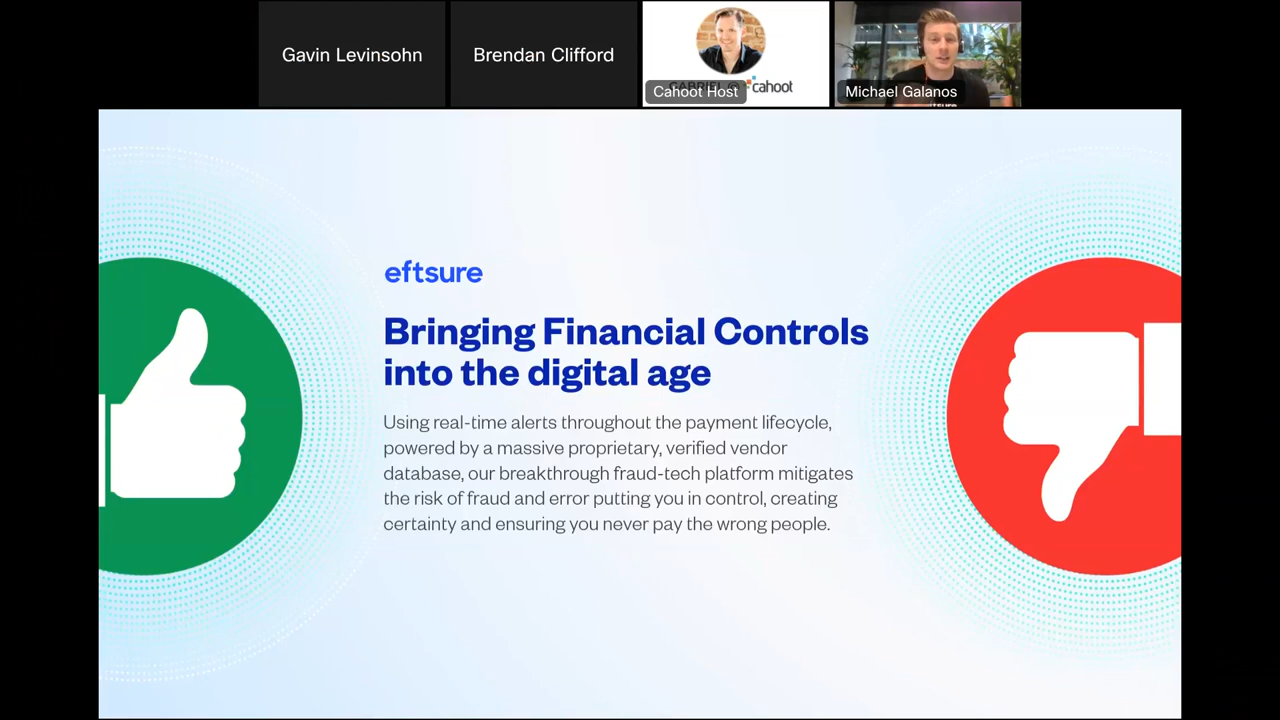 Gavin Levinsohn
Brendan Clifford
Cahoot Host
cahoot
Michael Galanos
eftsure
Bringing Financial Controls
into the digital age
Using real-time alerts throughout the payment lifecycle,
powered by a massive proprietary, verified vendor
database, our breakthrough fraud-tech platform mitigates
the risk of fraud and error putting you in control, creating
certainty and ensuring you never pay the wrong people.